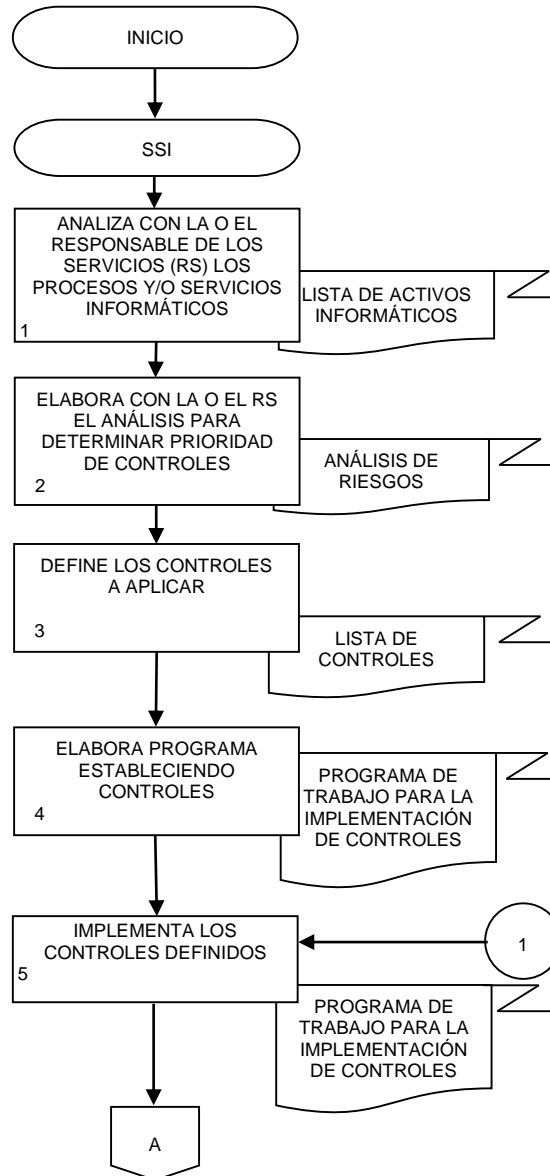 INICIO
SSI
ANALIZA CON LA O EL
RESPONSABLE DE LOS
SERVICIOS (RS) LOS
PROCESOS Y/O SERVICIOS
INFORMÁTICOS
1
LISTA DE ACTIVOS
INFORMÁTICOS
ELABORA CON LA O EL RS
EL ANÁLISIS PARA
DETERMINAR PRIORIDAD
DE CONTROLES
2
ANÁLISIS DE
RIESGOS
DEFINE LOS CONTROLES
A APLICAR
3
LISTA DE
CONTROLES
ELABORA PROGRAMA
ESTABLECIENDO
CONTROLES
4
PROGRAMA DE
TRABAJO PARA LA
IMPLEMENTACIÓN
DE CONTROLES
IMPLEMENTA LOS
CONTROLES DEFINIDOS
5
1
PROGRAMA DE
TRABAJO PARA LA
IMPLEMENTACIÓN
DE CONTROLES
A